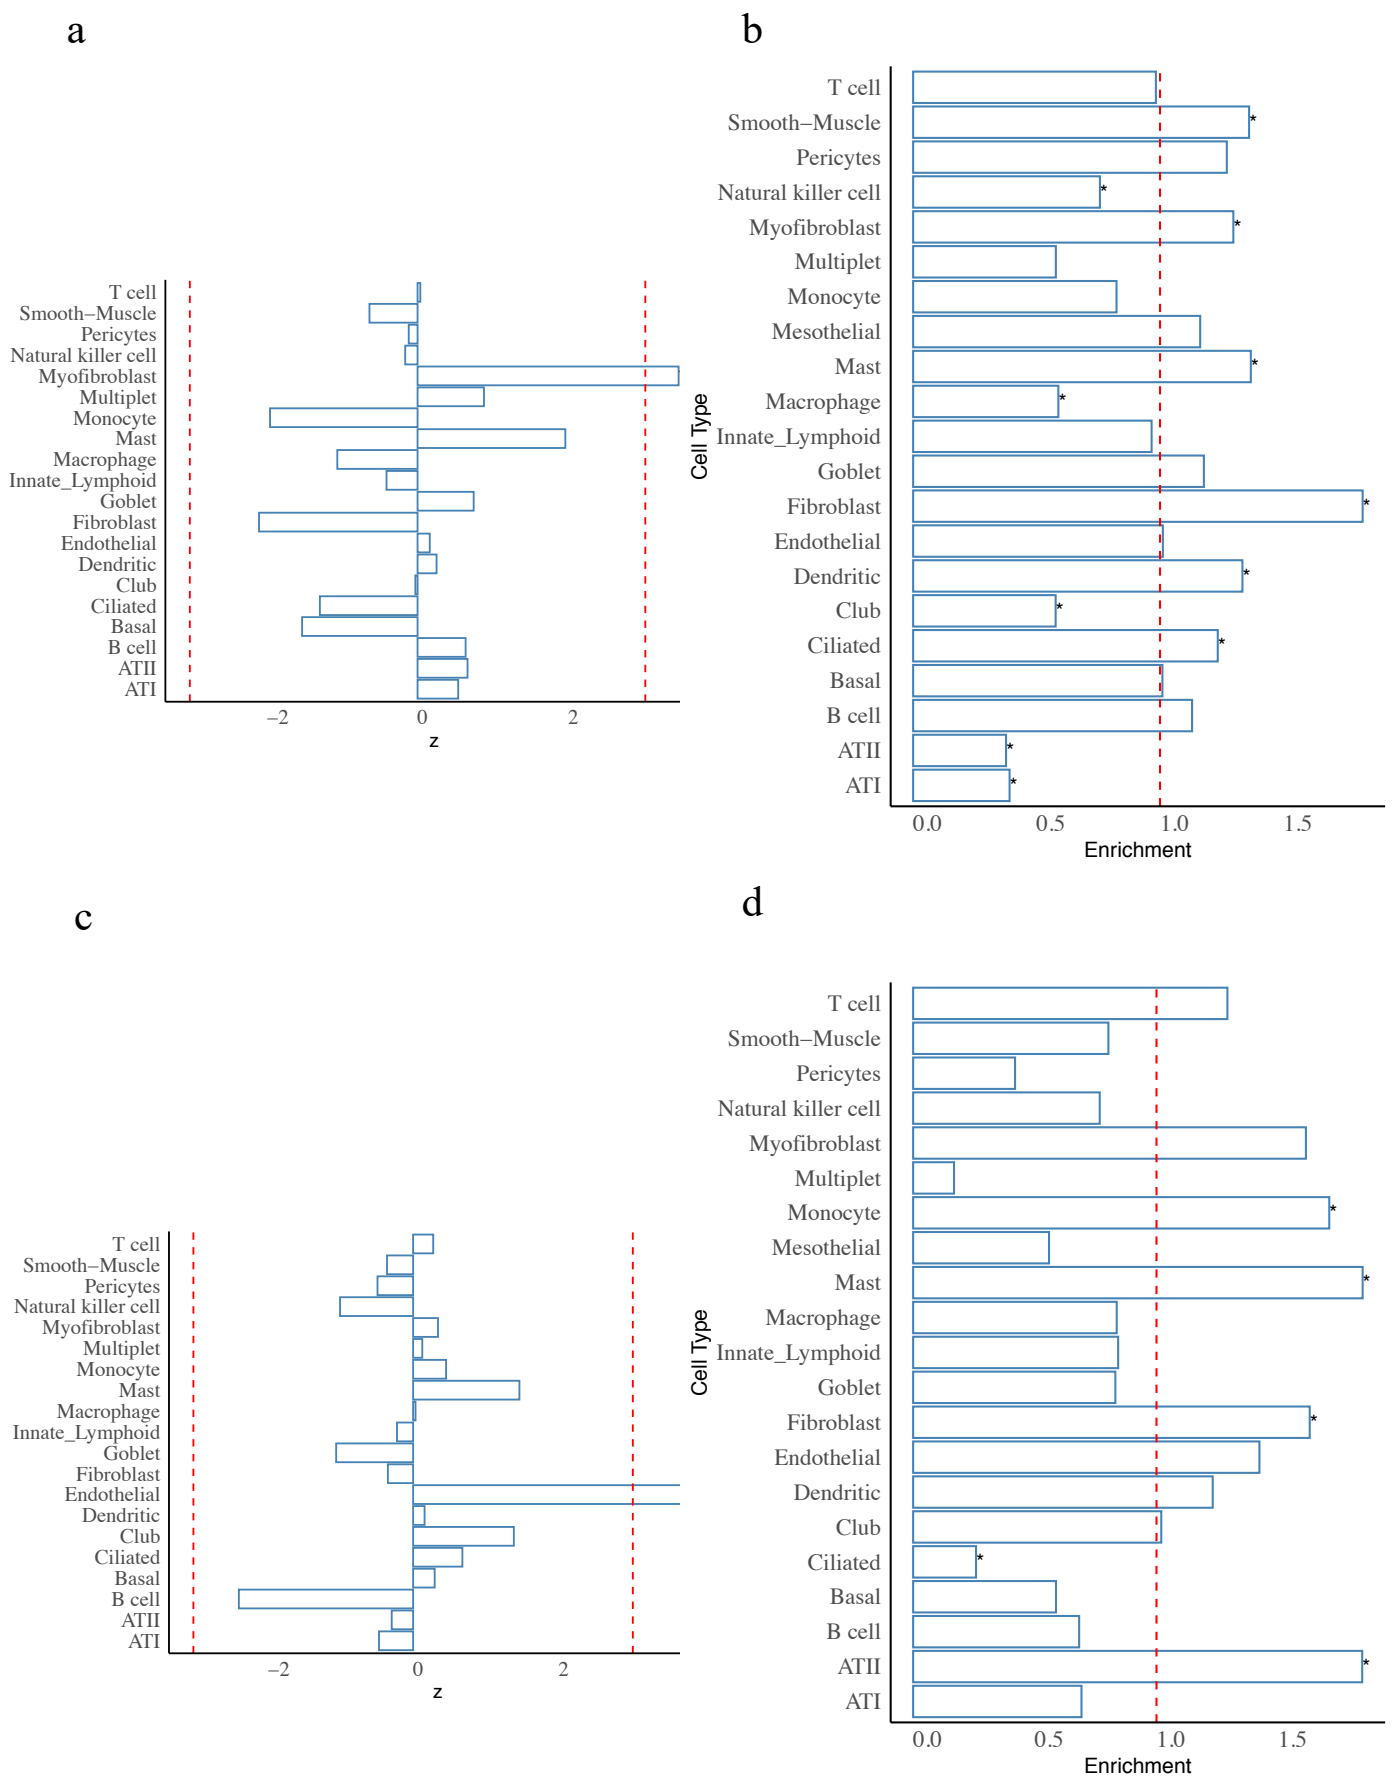 a
T cell
Smooth−Muscle
Pericytes
Natural killer cell
Myofibroblast
Multiplet
Monocyte
Mast
Macrophage
Innate_Lymphoid
Goblet
Fibroblast
Endothelial
Dendritic
Club
Ciliated
Basal
B cell
ATII
ATI
−2 0 2
z
b
Cell Type
T cell
Smooth−Muscle *
Pericytes
Natural killer cell *
Myofibroblast *
Multiplet
Monocyte
Mesothelial
Mast *
Macrophage *
Innate_Lymphoid
Goblet
Fibroblast *
Endothelial
Dendritic *
Club *
Ciliated *
Basal
B cell
ATII *
ATI *
0.0 0.5 1.0 1.5
Enrichment
c
T cell
Smooth−Muscle
Pericytes
Natural killer cell
Myofibroblast
Multiplet
Monocyte
Mast
Macrophage
Innate_Lymphoid
Goblet
Fibroblast
Endothelial
Dendritic
Club
Ciliated
Basal
B cell
ATII
ATI
−2 0 2
z
d
Cell Type
T cell
Smooth−Muscle
Pericytes
Natural killer cell
Myofibroblast
Multiplet
Monocyte *
Mesothelial
Mast *
Macrophage
Innate_Lymphoid
Goblet
Fibroblast *
Endothelial
Dendritic
Club
Ciliated *
Basal
B cell
ATII *
ATI
0.0 0.5 1.0 1.5
Enrichment